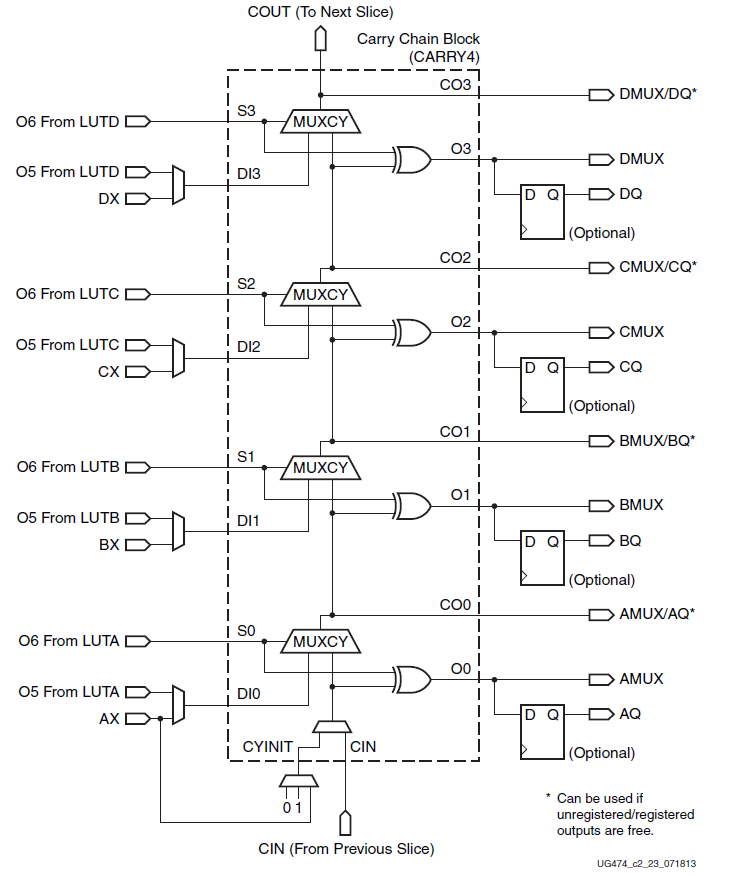 COUT (To Next Slice)
Carry Chain Block
(CARRY4)
CO3
DMUX/DQ*
S3
O6 From LUTD
MUXCY
O3
DMUX
O5 From LUTD
DI3
DX
D Q
DQ
(Optional)
CO2
CMUX/CQ*
S2
O6 From LUTC
MUXCY
O2
CMUX
O5 From LUTC
DI2
CX
D Q
CQ
(Optional)
CO1
BMUX/BQ*
S1
O6 From LUTB
MUXCY
O1
BMUX
O5 From LUTB
DI1
BX
D Q
BQ
(Optional)
CO0
AMUX/AQ*
S0
O6 From LUTA
MUXCY
O0
AMUX
O5 From LUTA
DI0
AX
D Q
AQ
(Optional)
CYINIT
CIN
0 1
CIN (From Previous Slice)
* Can be used if
unregistered/registered
outputs are free.
UG474_c2_23_071813